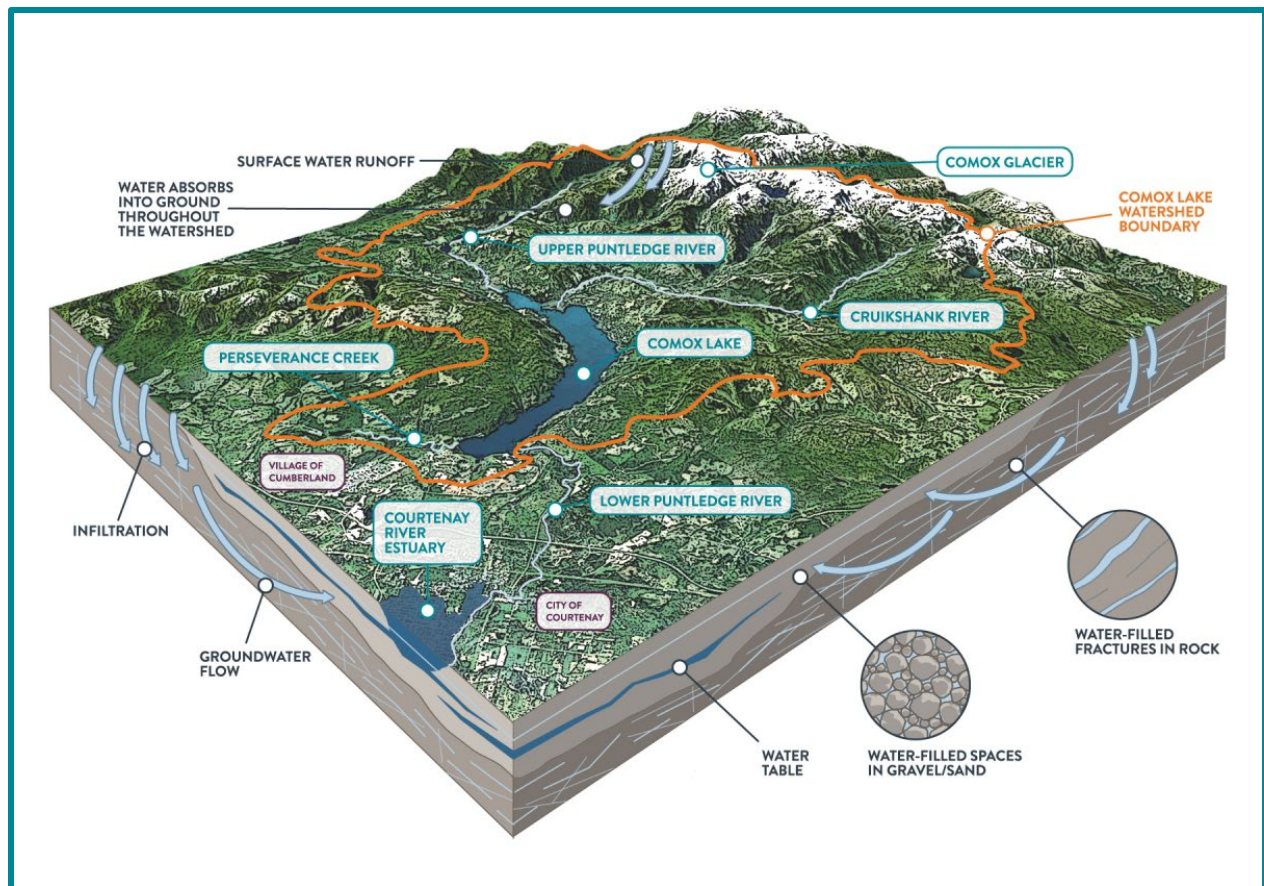 SURFACE WATER RUNOFF
COMOX GLACIER
WATER ABSORBS
INTO GROUND
THROUGHOUT
THE WATERSHED
COMOX LAKE
WATERSHED
BOUNDARY
UPPER PUNTLEDGE RIVER
CRUIKSHANK RIVER
PERSEVERANCE CREEK
COMOX LAKE
VILLAGE OF
CUMBERLAND
LOWER PUNTLEDGE RIVER
COURTENAY
RIVER
ESTUARY
INFILTRATION
CITY OF
COURTENAY
GROUNDWATER
FLOW
WATER-FILLED
FRACTURES IN ROCK
WATER
TABLE
WATER-FILLED SPACES
IN GRAVEL/SAND